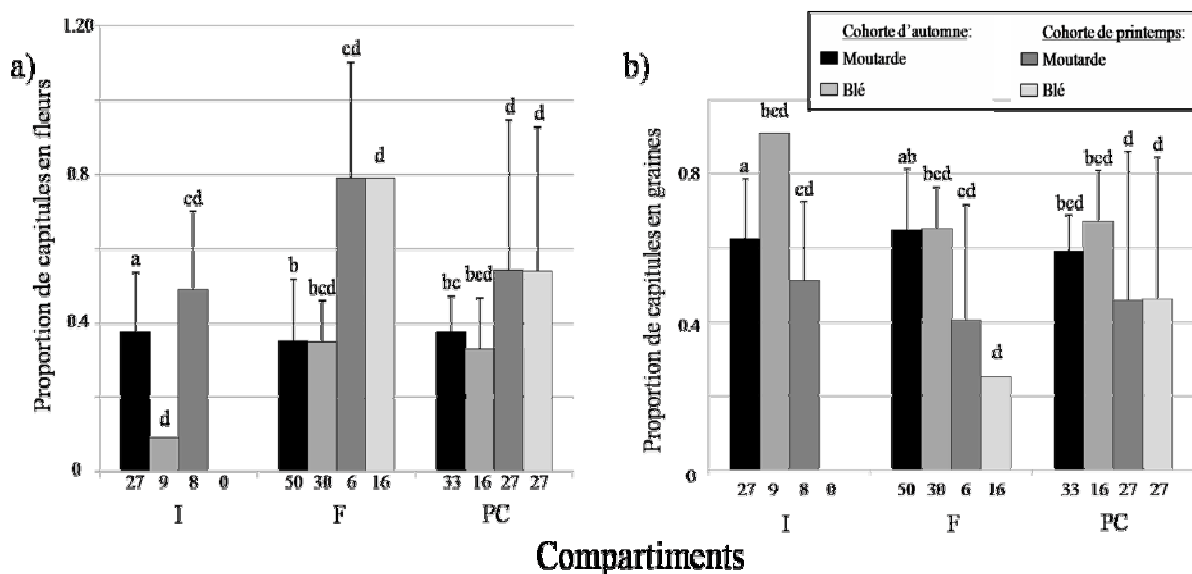 a)
Proportion de capitules en fleurs
1.20
0.8
0.4
0
a
d
cd
b
bcd
cd
d
bc
bcd
d
d
27 9 8 0 50 30 6 16 33 16 27 27
I F PC
b)
Cohorte d'automne: Cohorte de printemps:
Moutarde Moutarde
Blé Blé
Proportion de capitules en graines
0.8
0.4
0
a
bcd
cd
ab
bcd
cd
d
bcd
bcd
d
d
27 9 8 0 50 30 6 16 33 16 27 27
I F PC
Compartiments